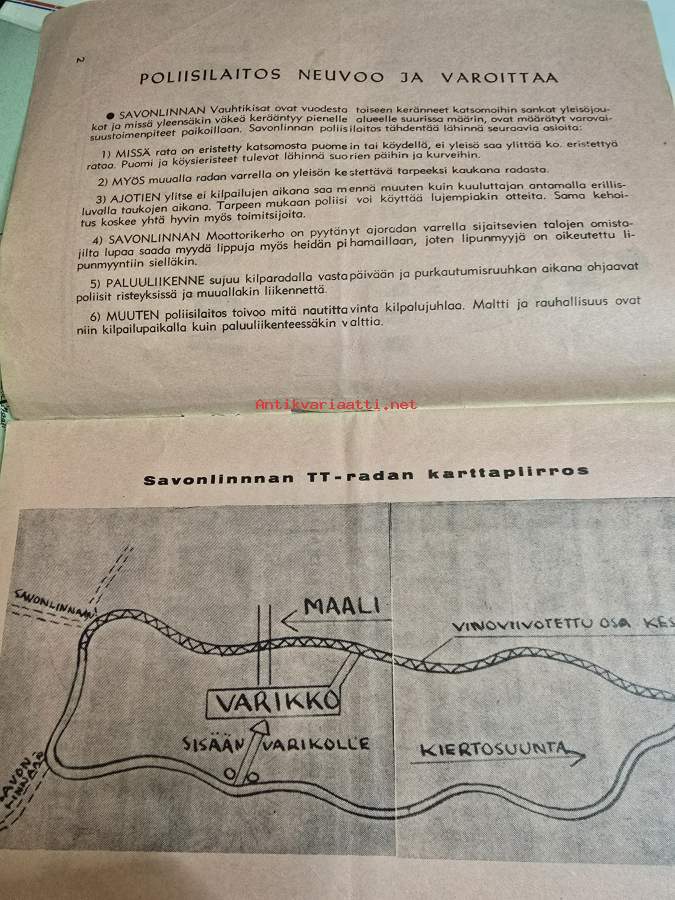 2
POLIISILAITOS NEUVOO JA VAROITTAA
● SAVONLINNAN Vauhtikisat ovat vuodesta toiseen keränneet katsomoihin sankat yleisöjou-
kot ja missä yleensäkin väkeä kerääntyy pienelle alueelle suurissa määrin, ovat määrätyt varovai-
suustoimenpiteet paikoillaan. Savonlinnan poliisilaitos tähdentää lähinnä seuraavia asioita:
1) MISSÄ rata on eristetty katsomosta puomein tai köydellä, ei yleisö saa ylittää ko. eristettyä
rataa. Puomi ja köysieristeet tulevat lähinnä suorien päihin ja kurveihin.
2) MYÖS muualla radan varrella on yleisön kestettävä tarpeeksi kaukana radasta.
3) AJOTIEN ylitse ei kilpailujen aikana saa mennä muuten kuin kuuluttajan antamalla erillis-
luvalla taukojen aikana. Tarpeen mukaan poliisi voi käyttää lujempiakin otteita. Sama kehoi-
tus koskee yhtä hyvin myös toimitsijoita.
4) SAVONLINNAN Moottorikerho on pyytänyt ajoradan varrella sijaitsevien talojen omista-
jilta lupaa saada myydä lippuja myös heidän pihamaillaan, joten lipunmyyjä on oikeutettu li-
punmyyntiin sielläkin.
5) PALUULIIKENNE sujuu kilparadalla vastapäivään ja purkautumisruuhkan aikana ohjaavat
poliisit risteyksissä ja muuallakin liikennettä.
6) MUUTEN poliisilaitos toivoo mitä nautittavinta kilpalujuhlaa. Maltti ja rauhallisuus ovat
niin kilpailupaikalla kuin paluuliikenteessäkin valttia.
Antikvariaatti.net
Savonlinnnan TT-radan karttapiirros
SAVONLINNAAN
MAALI
VINOVIIVOTETTU OSA KES
VARIKKO
SISÄÄN VARIKOLLE
KIERTOSUUNTA